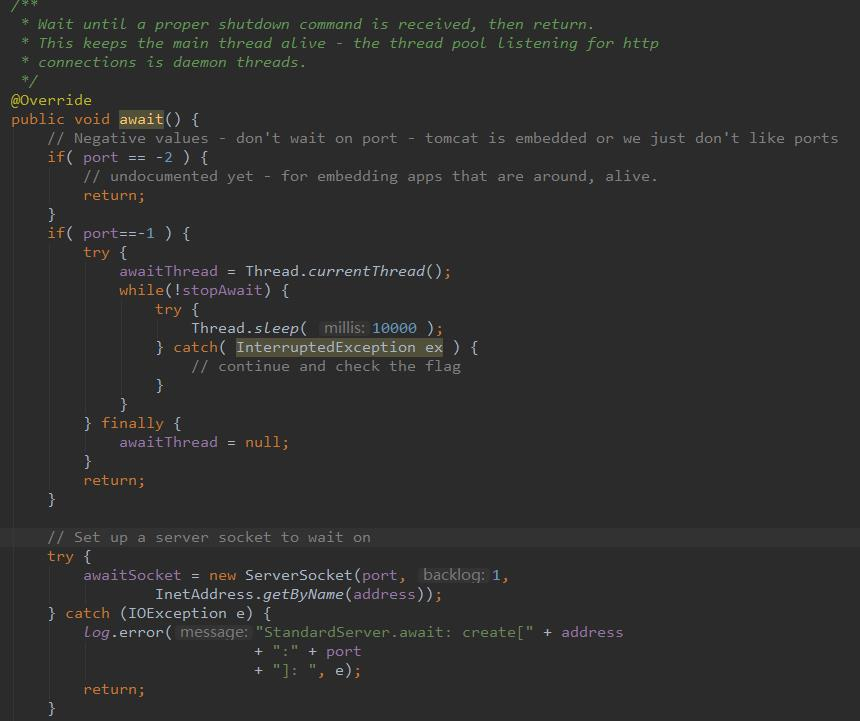 /**
 * Wait until a proper shutdown command is received, then return.
 * This keeps the main thread alive - the thread pool listening for http
 * connections is daemon threads.
 */
@Override
public void await() {
    // Negative values - don't wait on port - tomcat is embedded or we just don't like ports
    if( port == -2 ) {
        // undocumented yet - for embedding apps that are around, alive.
        return;
    }
    if( port==-1 ) {
        try {
            awaitThread = Thread.currentThread();
            while(!stopAwait) {
                try {
                    Thread.sleep( millis: 10000 );
                } catch( InterruptedException ex ) {
                    // continue and check the flag
                }
            }
        } finally {
            awaitThread = null;
        }
        return;
    }
    // Set up a server socket to wait on
    try {
        awaitSocket = new ServerSocket(port, backlog: 1,
                InetAddress.getByName(address));
    } catch (IOException e) {
        log.error( message: "StandardServer.await: create[" + address
                           + ":" + port
                           + "]: ", e);
        return;
    }